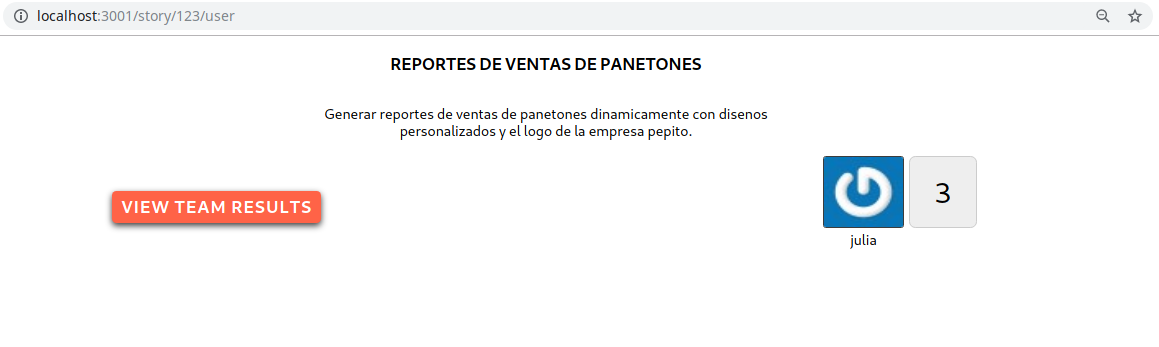 localhost:3001/story/123/user
REPORTES DE VENTAS DE PANETONES
Generar reportes de ventas de panetones dinamicamente con disenos
personalizados y el logo de la empresa pepito.
VIEW TEAM RESULTS
3
julia